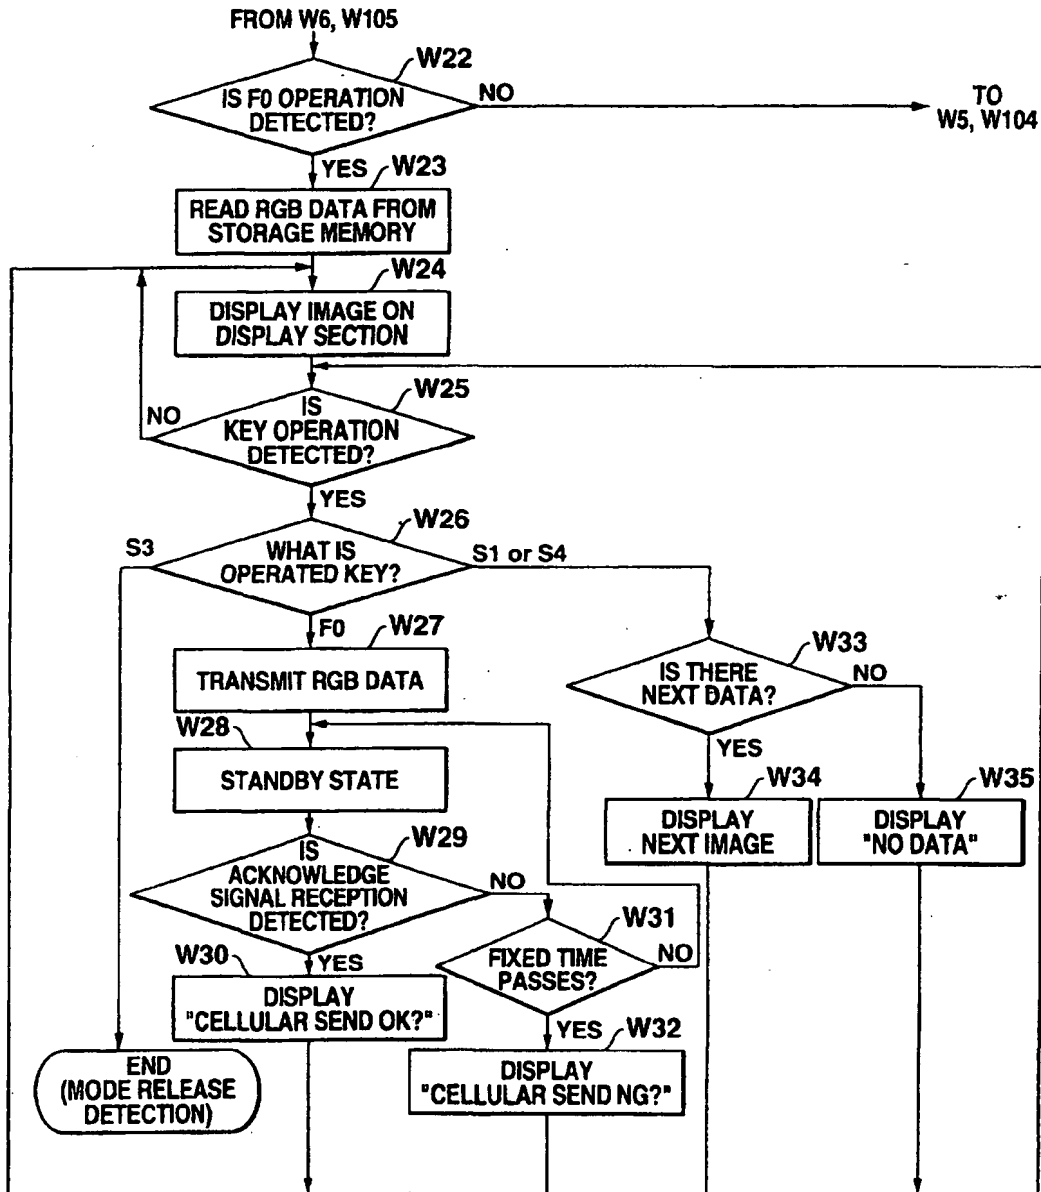 FROM W6, W105
W22
IS F0 OPERATION
DETECTED?
NO
TO
W5, W104
YES
W23
READ RGB DATA FROM
STORAGE MEMORY
W24
DISPLAY IMAGE ON
DISPLAY SECTION
W25
NO
IS
KEY OPERATION
DETECTED?
YES
W26
S3
WHAT IS
OPERATED KEY?
S1 or S4
F0
W27
TRANSMIT RGB DATA
W33
IS THERE
NEXT DATA?
NO
YES
W28
STANDBY STATE
W34
DISPLAY
NEXT IMAGE
W35
DISPLAY
"NO DATA"
W29
IS
ACKNOWLEDGE
SIGNAL RECEPTION
DETECTED?
NO
W31
FIXED TIME
PASSES?
NO
W30
YES
DISPLAY
"CELLULAR SEND OK?"
YES
W32
DISPLAY
"CELLULAR SEND NG?"
END
(MODE RELEASE
DETECTION)